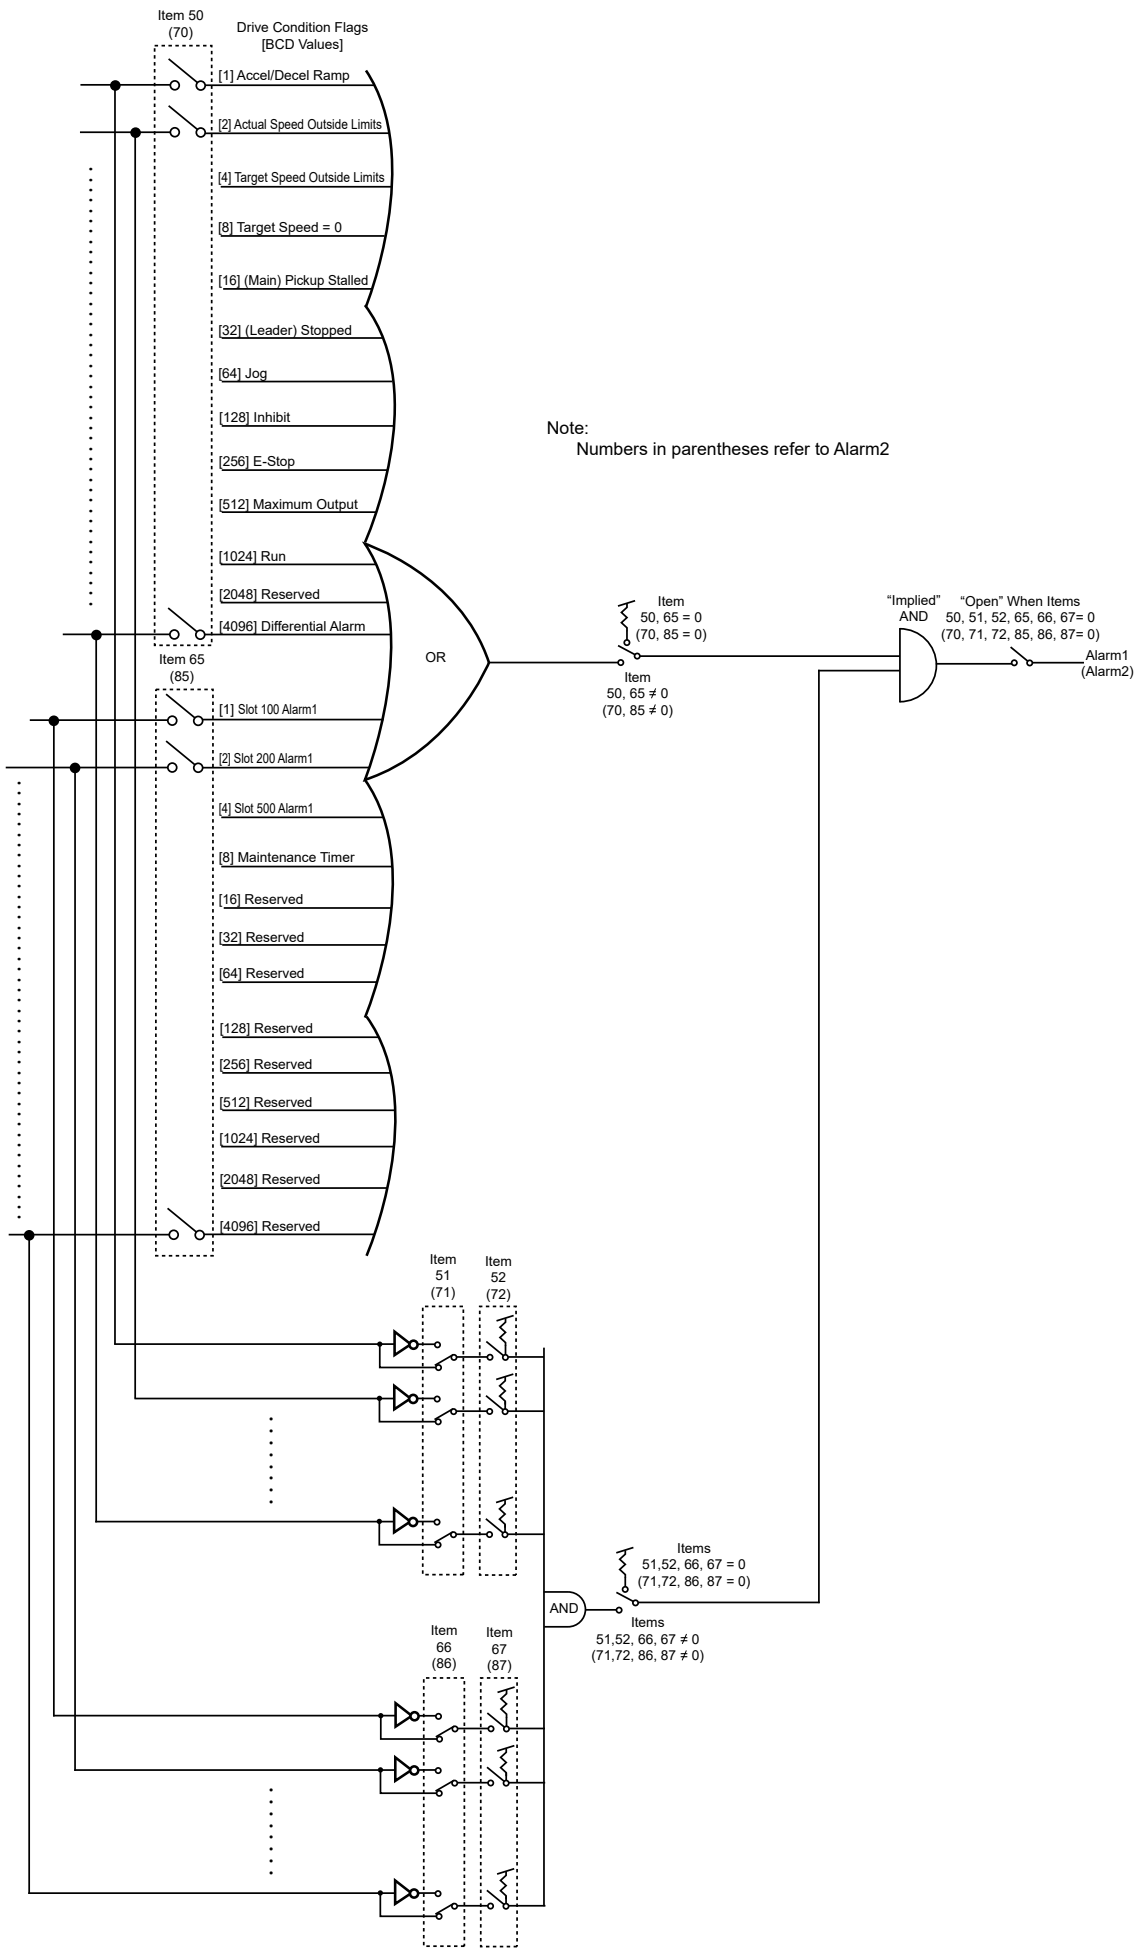 Item 50
(70)
Drive Condition Flags
[BCD Values]
[1] Accel/Decel Ramp
[2] Actual Speed Outside Limits
[4] Target Speed Outside Limits
[8] Target Speed = 0
[16] (Main) Pickup Stalled
[32] (Leader) Stopped
[64] Jog
[128] Inhibit
[256] E-Stop
[512] Maximum Output
[1024] Run
[2048] Reserved
[4096] Differential Alarm
Note:
Numbers in parentheses refer to Alarm2
Item 65
(85)
[1] Slot 100 Alarm1
[2] Slot 200 Alarm1
[4] Slot 500 Alarm1
[8] Maintenance Timer
[16] Reserved
[32] Reserved
[64] Reserved
[128] Reserved
[256] Reserved
[512] Reserved
[1024] Reserved
[2048] Reserved
[4096] Reserved
OR
Item
50, 65 = 0
(70, 85 = 0)
Item
50, 65 ≠ 0
(70, 85 ≠ 0)
“Implied”
AND
“Open” When Items
50, 51, 52, 65, 66, 67= 0
(70, 71, 72, 85, 86, 87= 0)
Alarm1
(Alarm2)
Item
51
(71)
Item
52
(72)
AND
Items
51,52, 66, 67 = 0
(71,72, 86, 87 = 0)
Items
51,52, 66, 67 ≠ 0
(71,72, 86, 87 ≠ 0)
Item
66
(86)
Item
67
(87)